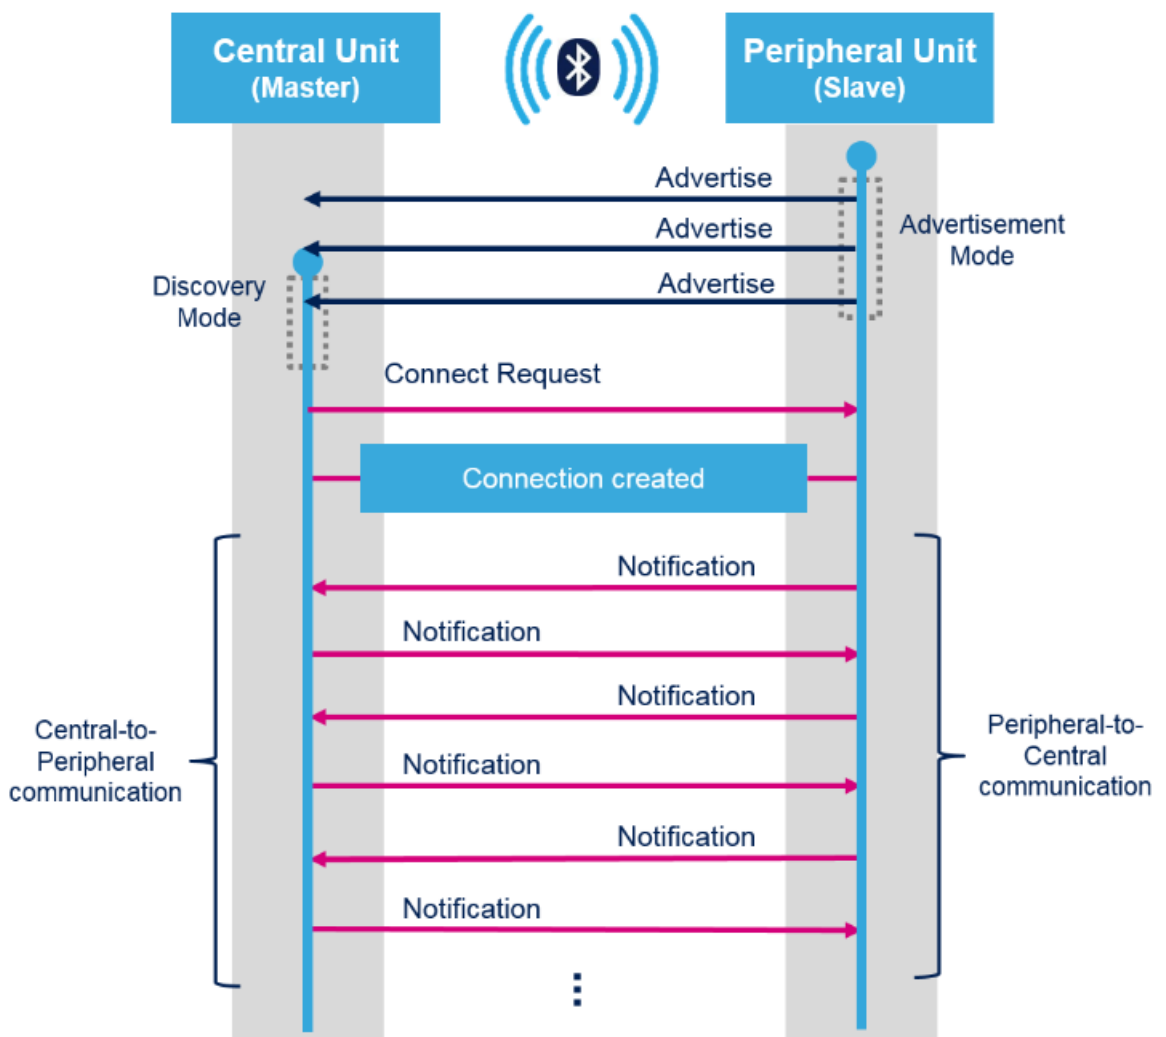 Central Unit
(Master)
Peripheral Unit
(Slave)
Advertise
Advertise
Advertisement
Mode
Advertise
Discovery
Mode
Connect Request
Connection created
Notification
Notification
Notification
Central-to-
Peripheral
communication
Peripheral-to-
Central
communication
Notification
Notification
Notification